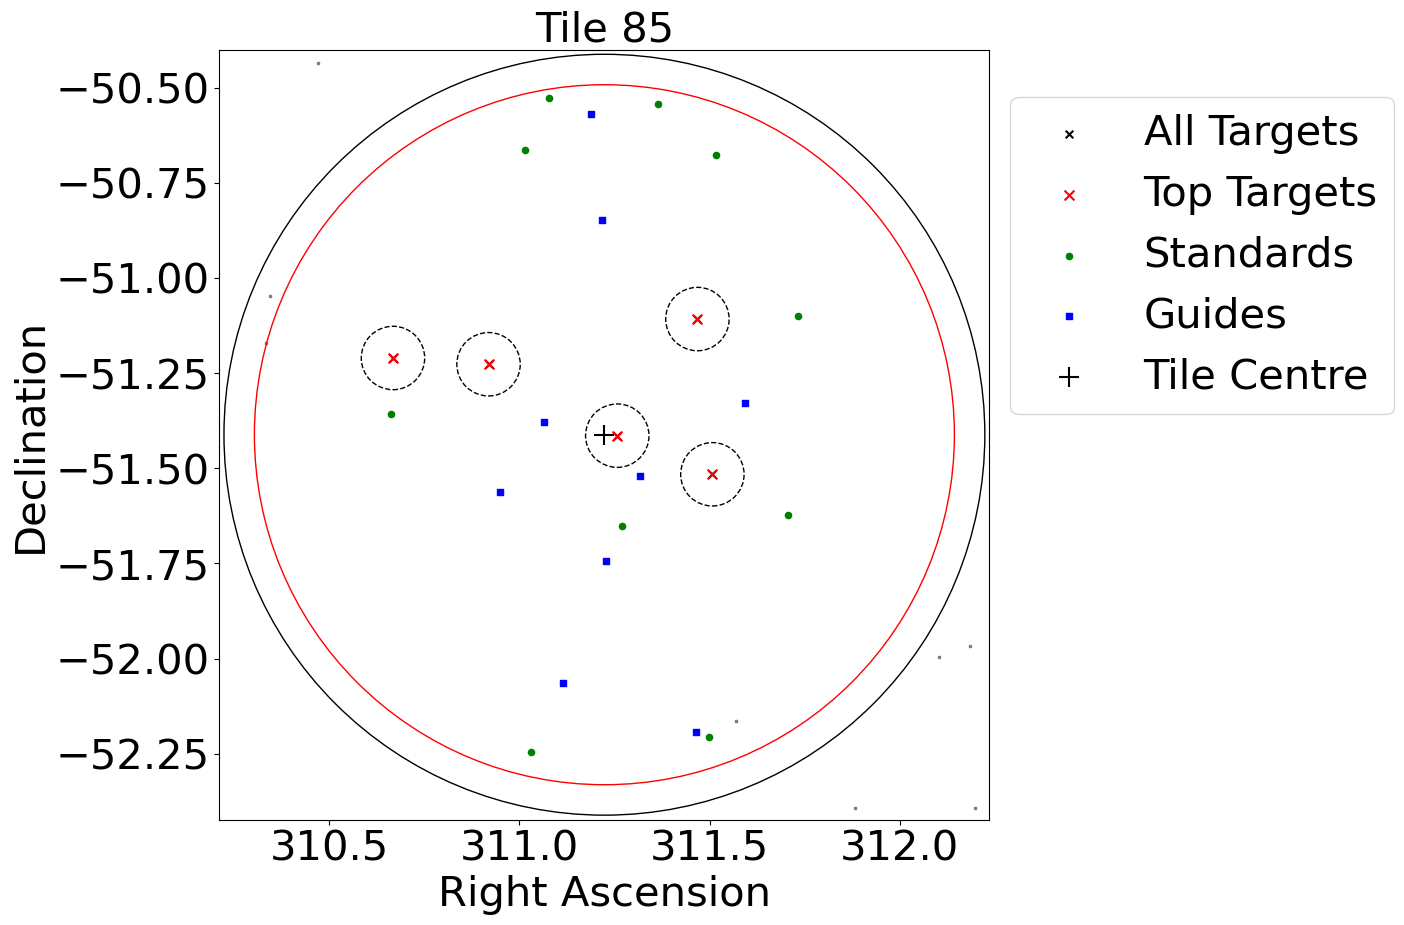 Tile 85
−50.50
−50.75
−51.00
−51.25
−51.50
−51.75
−52.00
−52.25
Declination
310.5 311.0 311.5 312.0
Right Ascension
All Targets
Top Targets
Standards
Guides
Tile Centre